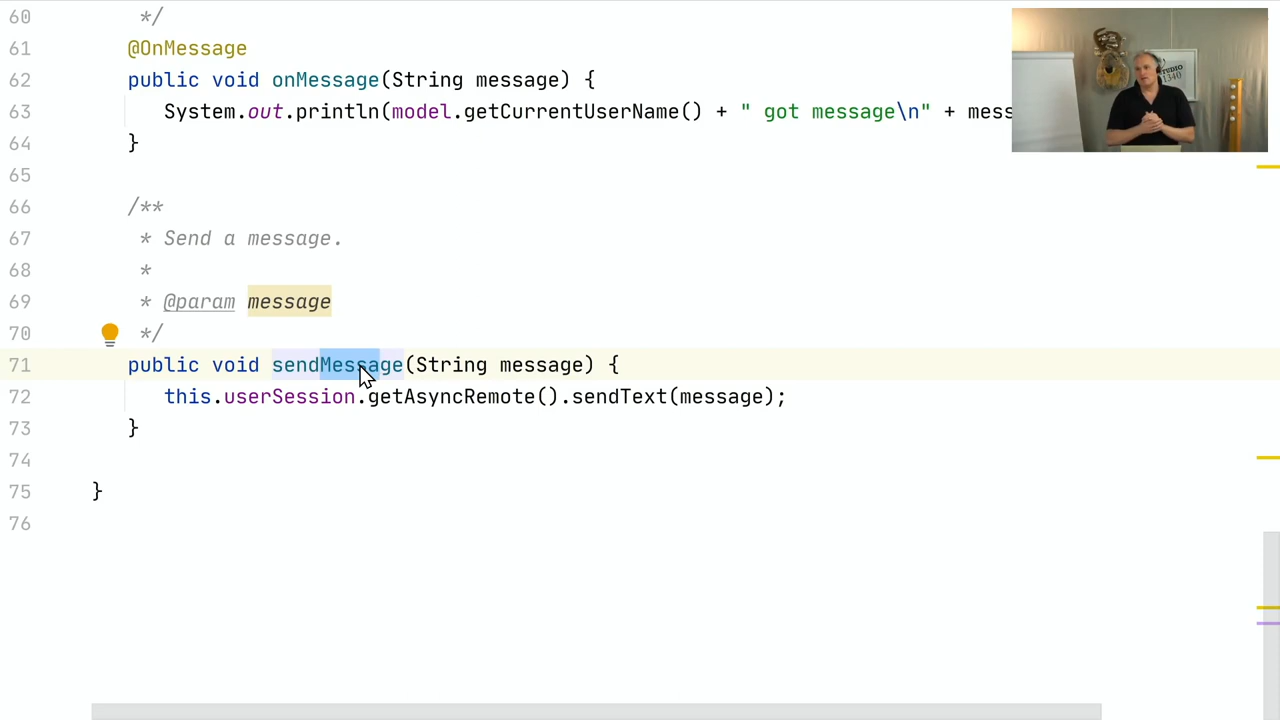 60 */
61 @OnMessage
62 public void onMessage(String message) {
63 System.out.println(model.getCurrentUserName() + " got message\n" + mess
64 }
65
66 /**
67 * Send a message.
68 *
69 * @param message
70 */
71 public void sendMessage(String message) {
72 this.userSession.getAsyncRemote().sendText(message);
73 }
74
75 }
76
1340